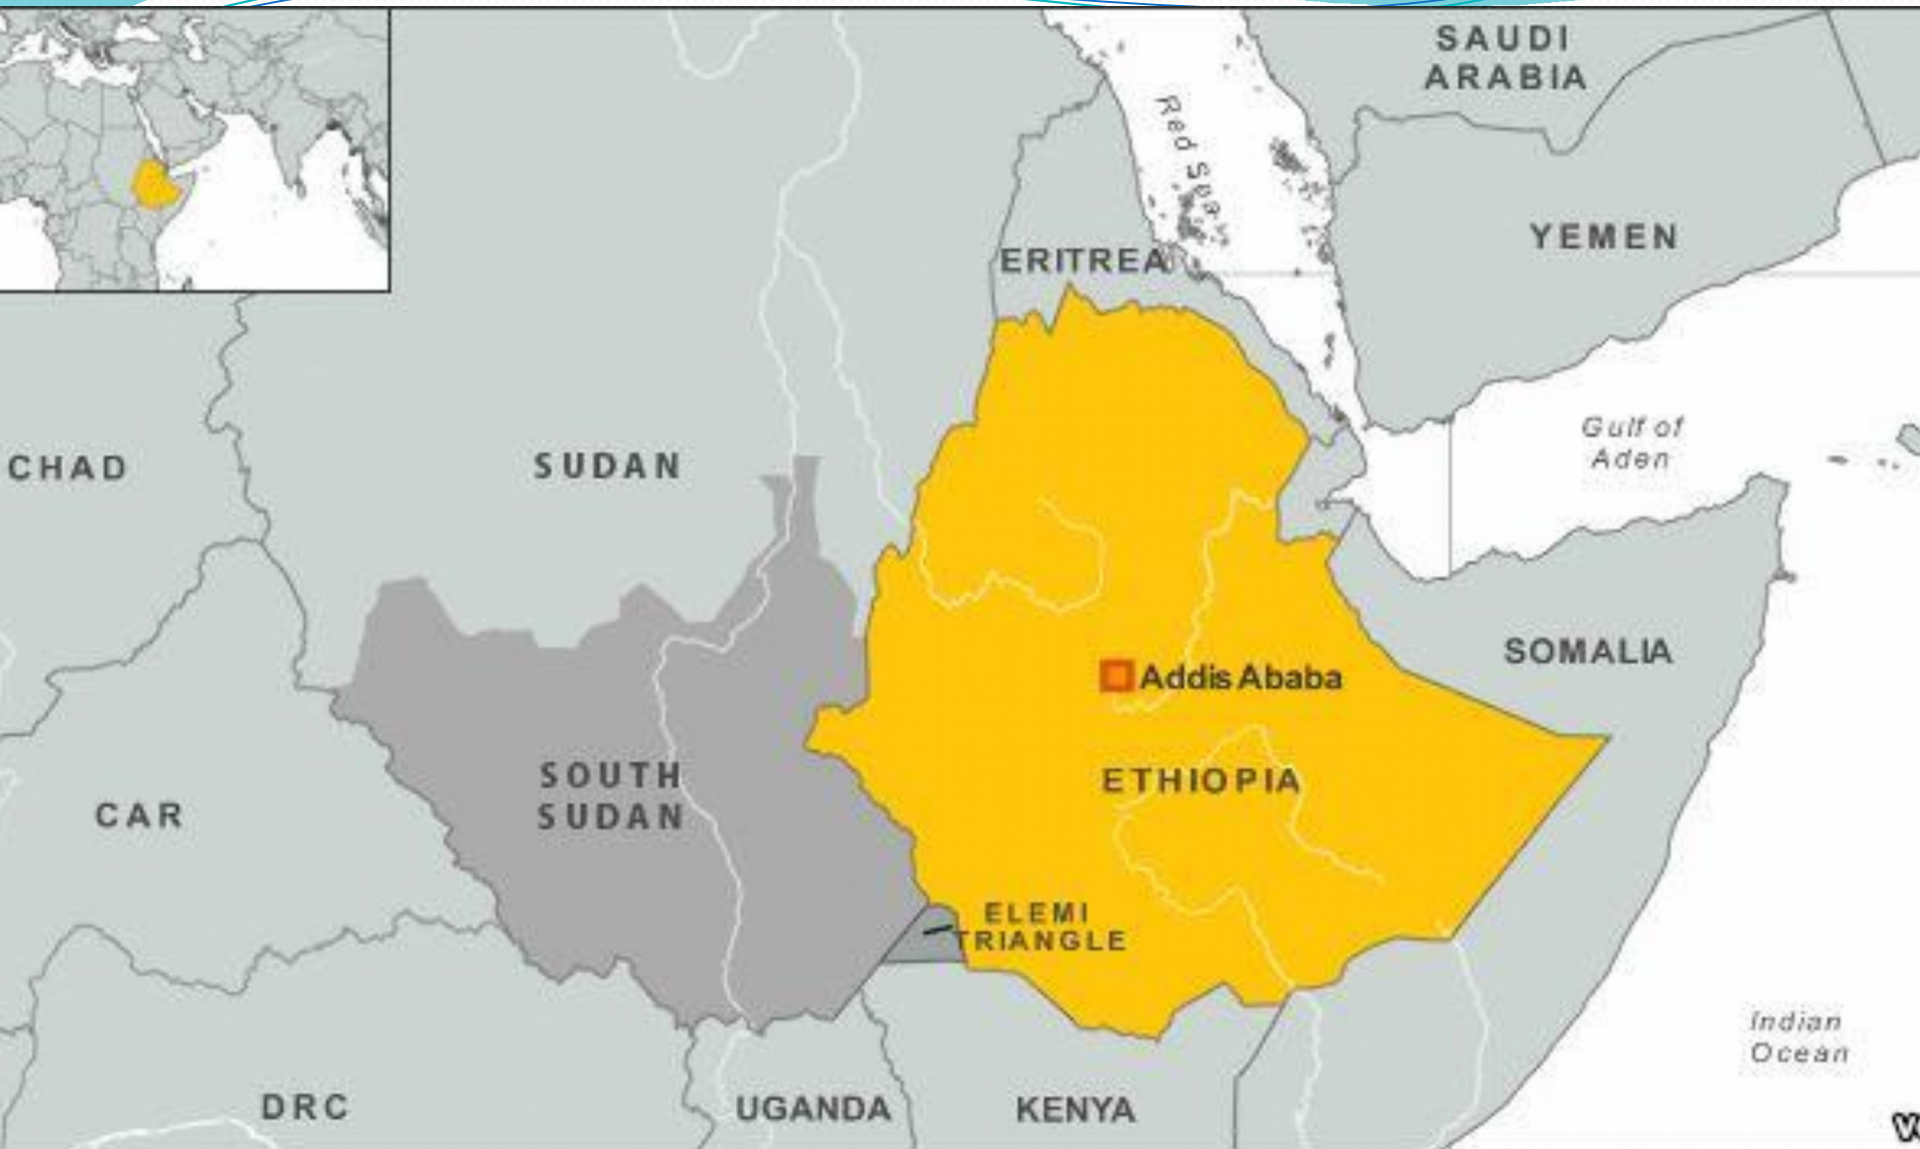 SAUDI
ARABIA
Red Sea
YEMEN
ERITREA
Gulf of
Aden
CHAD
SUDAN
SOMALIA
Addis Ababa
SOUTH
SUDAN
ETHIOPIA
CAR
ELEMI
TRIANGLE
Indian
Ocean
DRC
UGANDA
KENYA